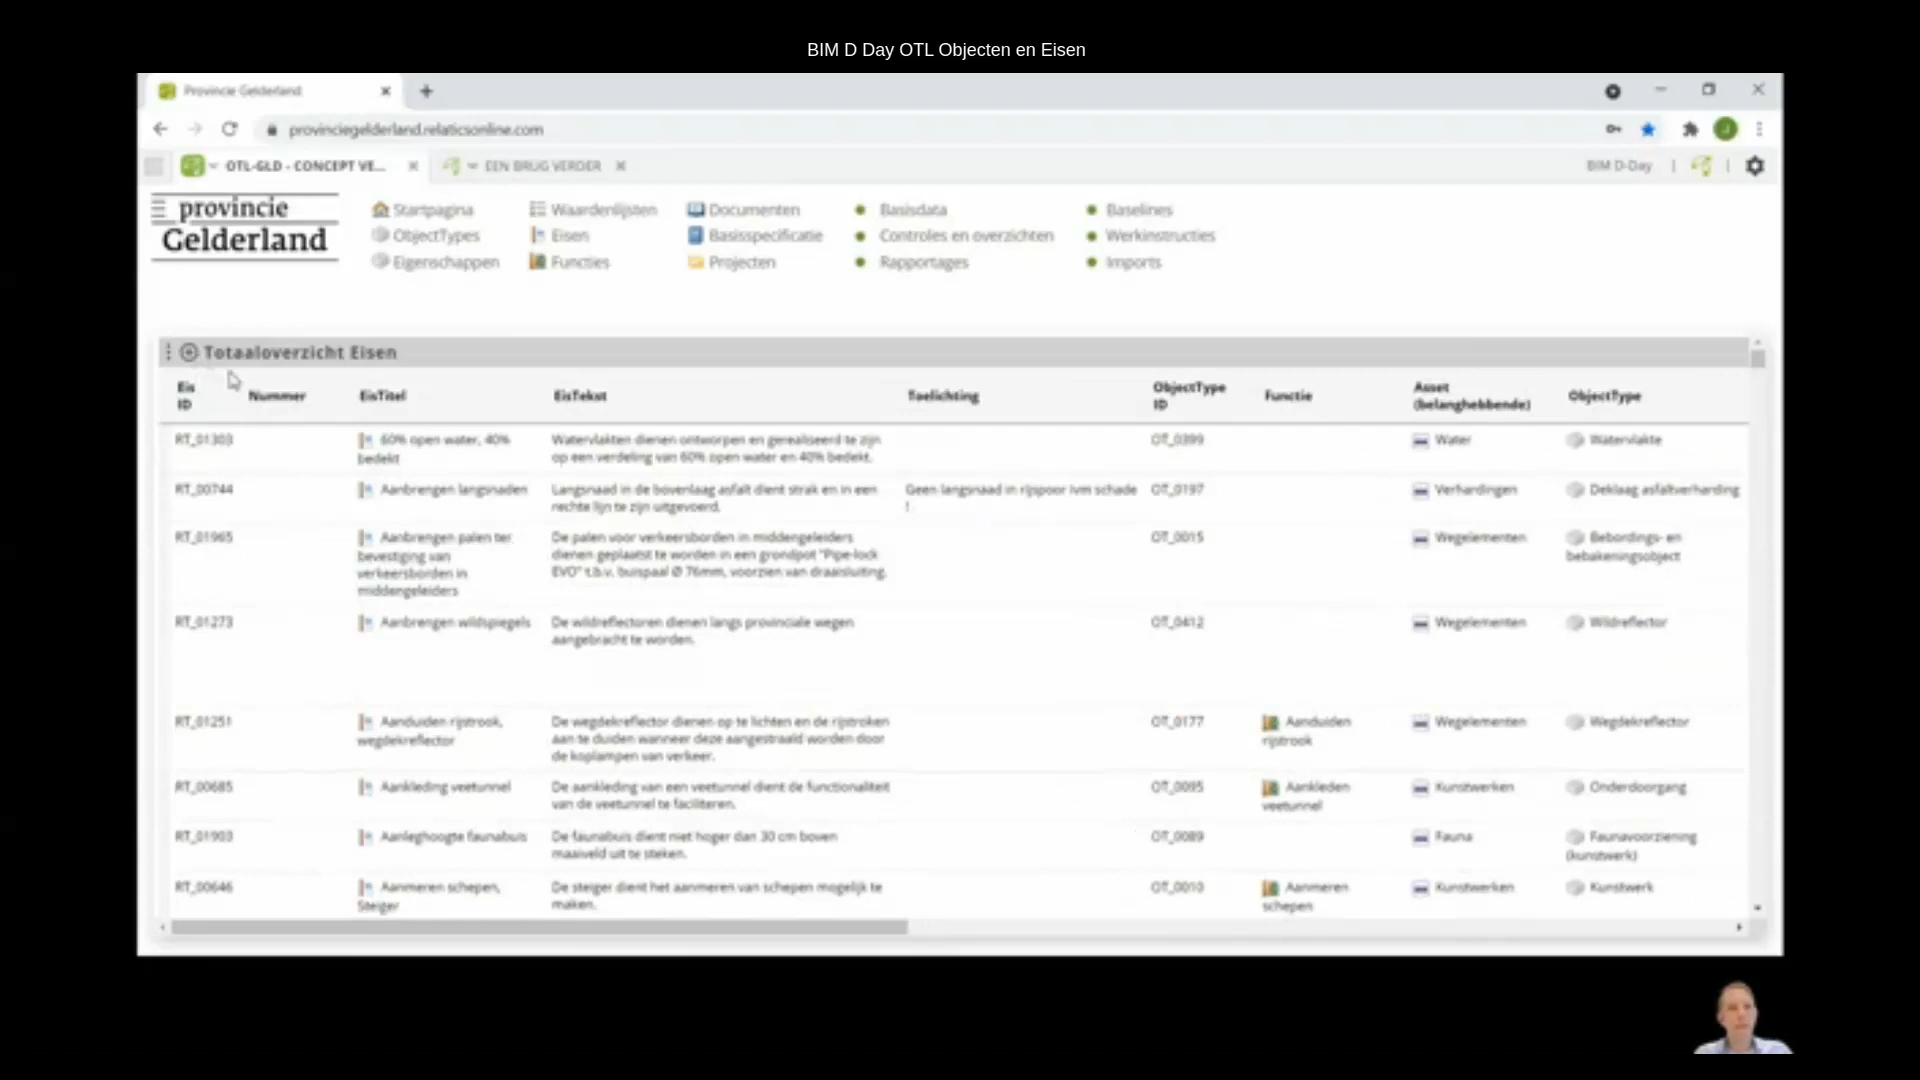 BIM D Day OTL Objecten en Eisen
Provincie Gelderland
provinciegelderland.relaticsonline.com
OTL-GLD - CONCEPT VE... EEN BRUG VERDER BIM D-Day
provincie
Gelderland
Startpagina Waardenlijsten Documenten Basisdata Baselines
ObjectTypes Eisen Basisspecificatie Controles en overzichten Werkinstructies
Eigenschappen Functies Projecten Rapportages Imports
Totaaloverzicht Eisen
Eis ID Nummer EisTitel EisTekst Toelichting ObjectType ID Functie Asset (belanghebbende) ObjectType
RT_01303 60% open water, 40% Watervlakten dienen ontworpen en gerealiseerd te zijn OT_0399 Water Watervlakte
bedekt op een verdeling van 60% open water en 40% bedekt.
RT_00744 Aanbrengen langsnaden Langsnaad in de bovenlaag asfalt dient strak en in een Geen langsnaad in rijspoor ivm schade OT_0197 Verhardingen Deklaag asfaltverharding
rechte lijn te zijn uitgevoerd. !
RT_01965 Aanbrengen palen ter De palen voor verkeersborden in middengeleiders OT_0015 Wegelementen Bebordings- en
bevestiging van dienen geplaatst te worden in een grondpot "Pipe-lock bebakeningsobject
verkeersborden in EVO" t.b.v. buispaal Ø 76mm, voorzien van draaisluiting.
middengeleiders
RT_01273 Aanbrengen wildspiegels De wildreflectoren dienen langs provinciale wegen OT_0412 Wegelementen Wildreflector
aangebracht te worden.
RT_01251 Aanduiden rijstrook, De wegdekreflector dienen op te lichten en de rijstroken OT_0177 Aanduiden Wegelementen Wegdekreflector
wegdekreflector aan te duiden wanneer deze aangestraald worden door rijstrook
de koplampen van verkeer.
RT_00685 Aankleding veetunnel De aankleding van een veetunnel dient de functionaliteit OT_0095 Aankleden Kunstwerken Onderdoorgang
van de veetunnel te faciliteren. veetunnel
RT_01903 Aanleghoogte faunabuis De faunabuis dient niet hoger dan 30 cm boven OT_0089 Fauna Faunavoorziening
maaiveld uit te steken. (kunstwerk)
RT_00646 Aanmeren schepen, De steiger dient het aanmeren van schepen mogelijk te OT_0010 Aanmeren Kunstwerken Kunstwerk
Steiger maken. schepen